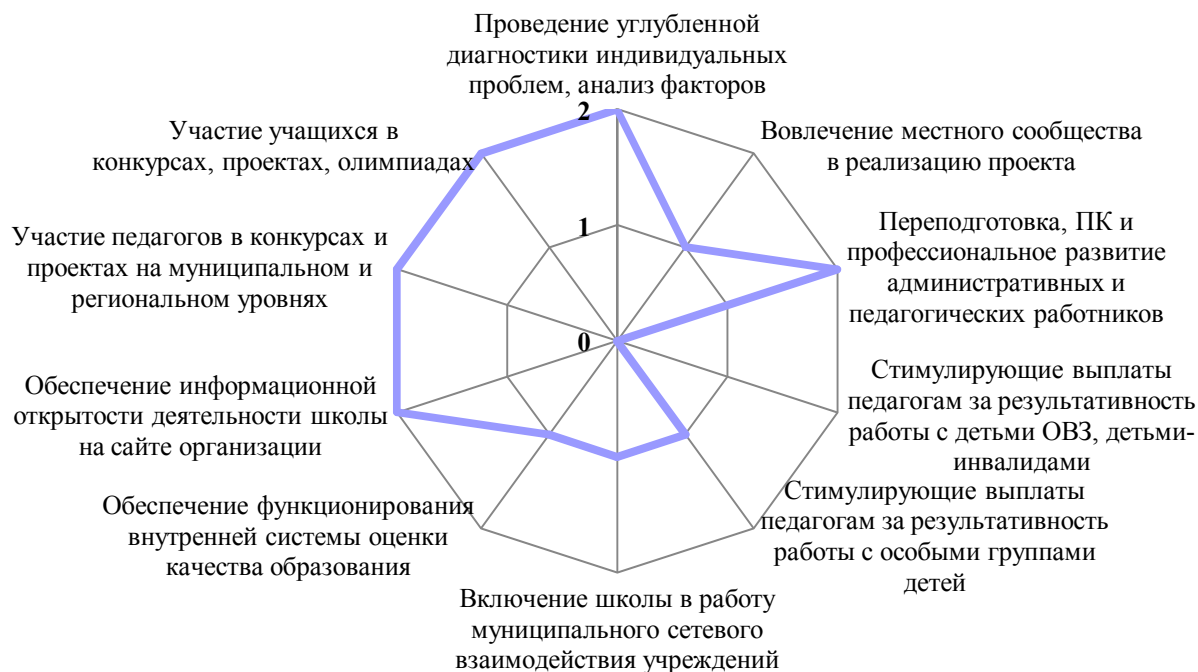 Проведение углубленной
диагностики индивидуальных
проблем, анализ факторов
Вовлечение местного сообщества
в реализацию проекта
Переподготовка, ПК и
профессиональное развитие
административных и
педагогических работников
Стимулирующие выплаты
педагогам за результативность
работы с детьми ОВЗ, детьми-
инвалидами
Стимулирующие выплаты
педагогам за результативность
работы с особыми группами
детей
Включение школы в работу
муниципального сетевого
взаимодействия учреждений
Обеспечение функционирования
внутренней системы оценки
качества образования
Обеспечение информационной
открытости деятельности школы
на сайте организации
Участие педагогов в конкурсах и
проектах на муниципальном и
региональном уровнях
Участие учащихся в
конкурсах, проектах, олимпиадах
2
1
0